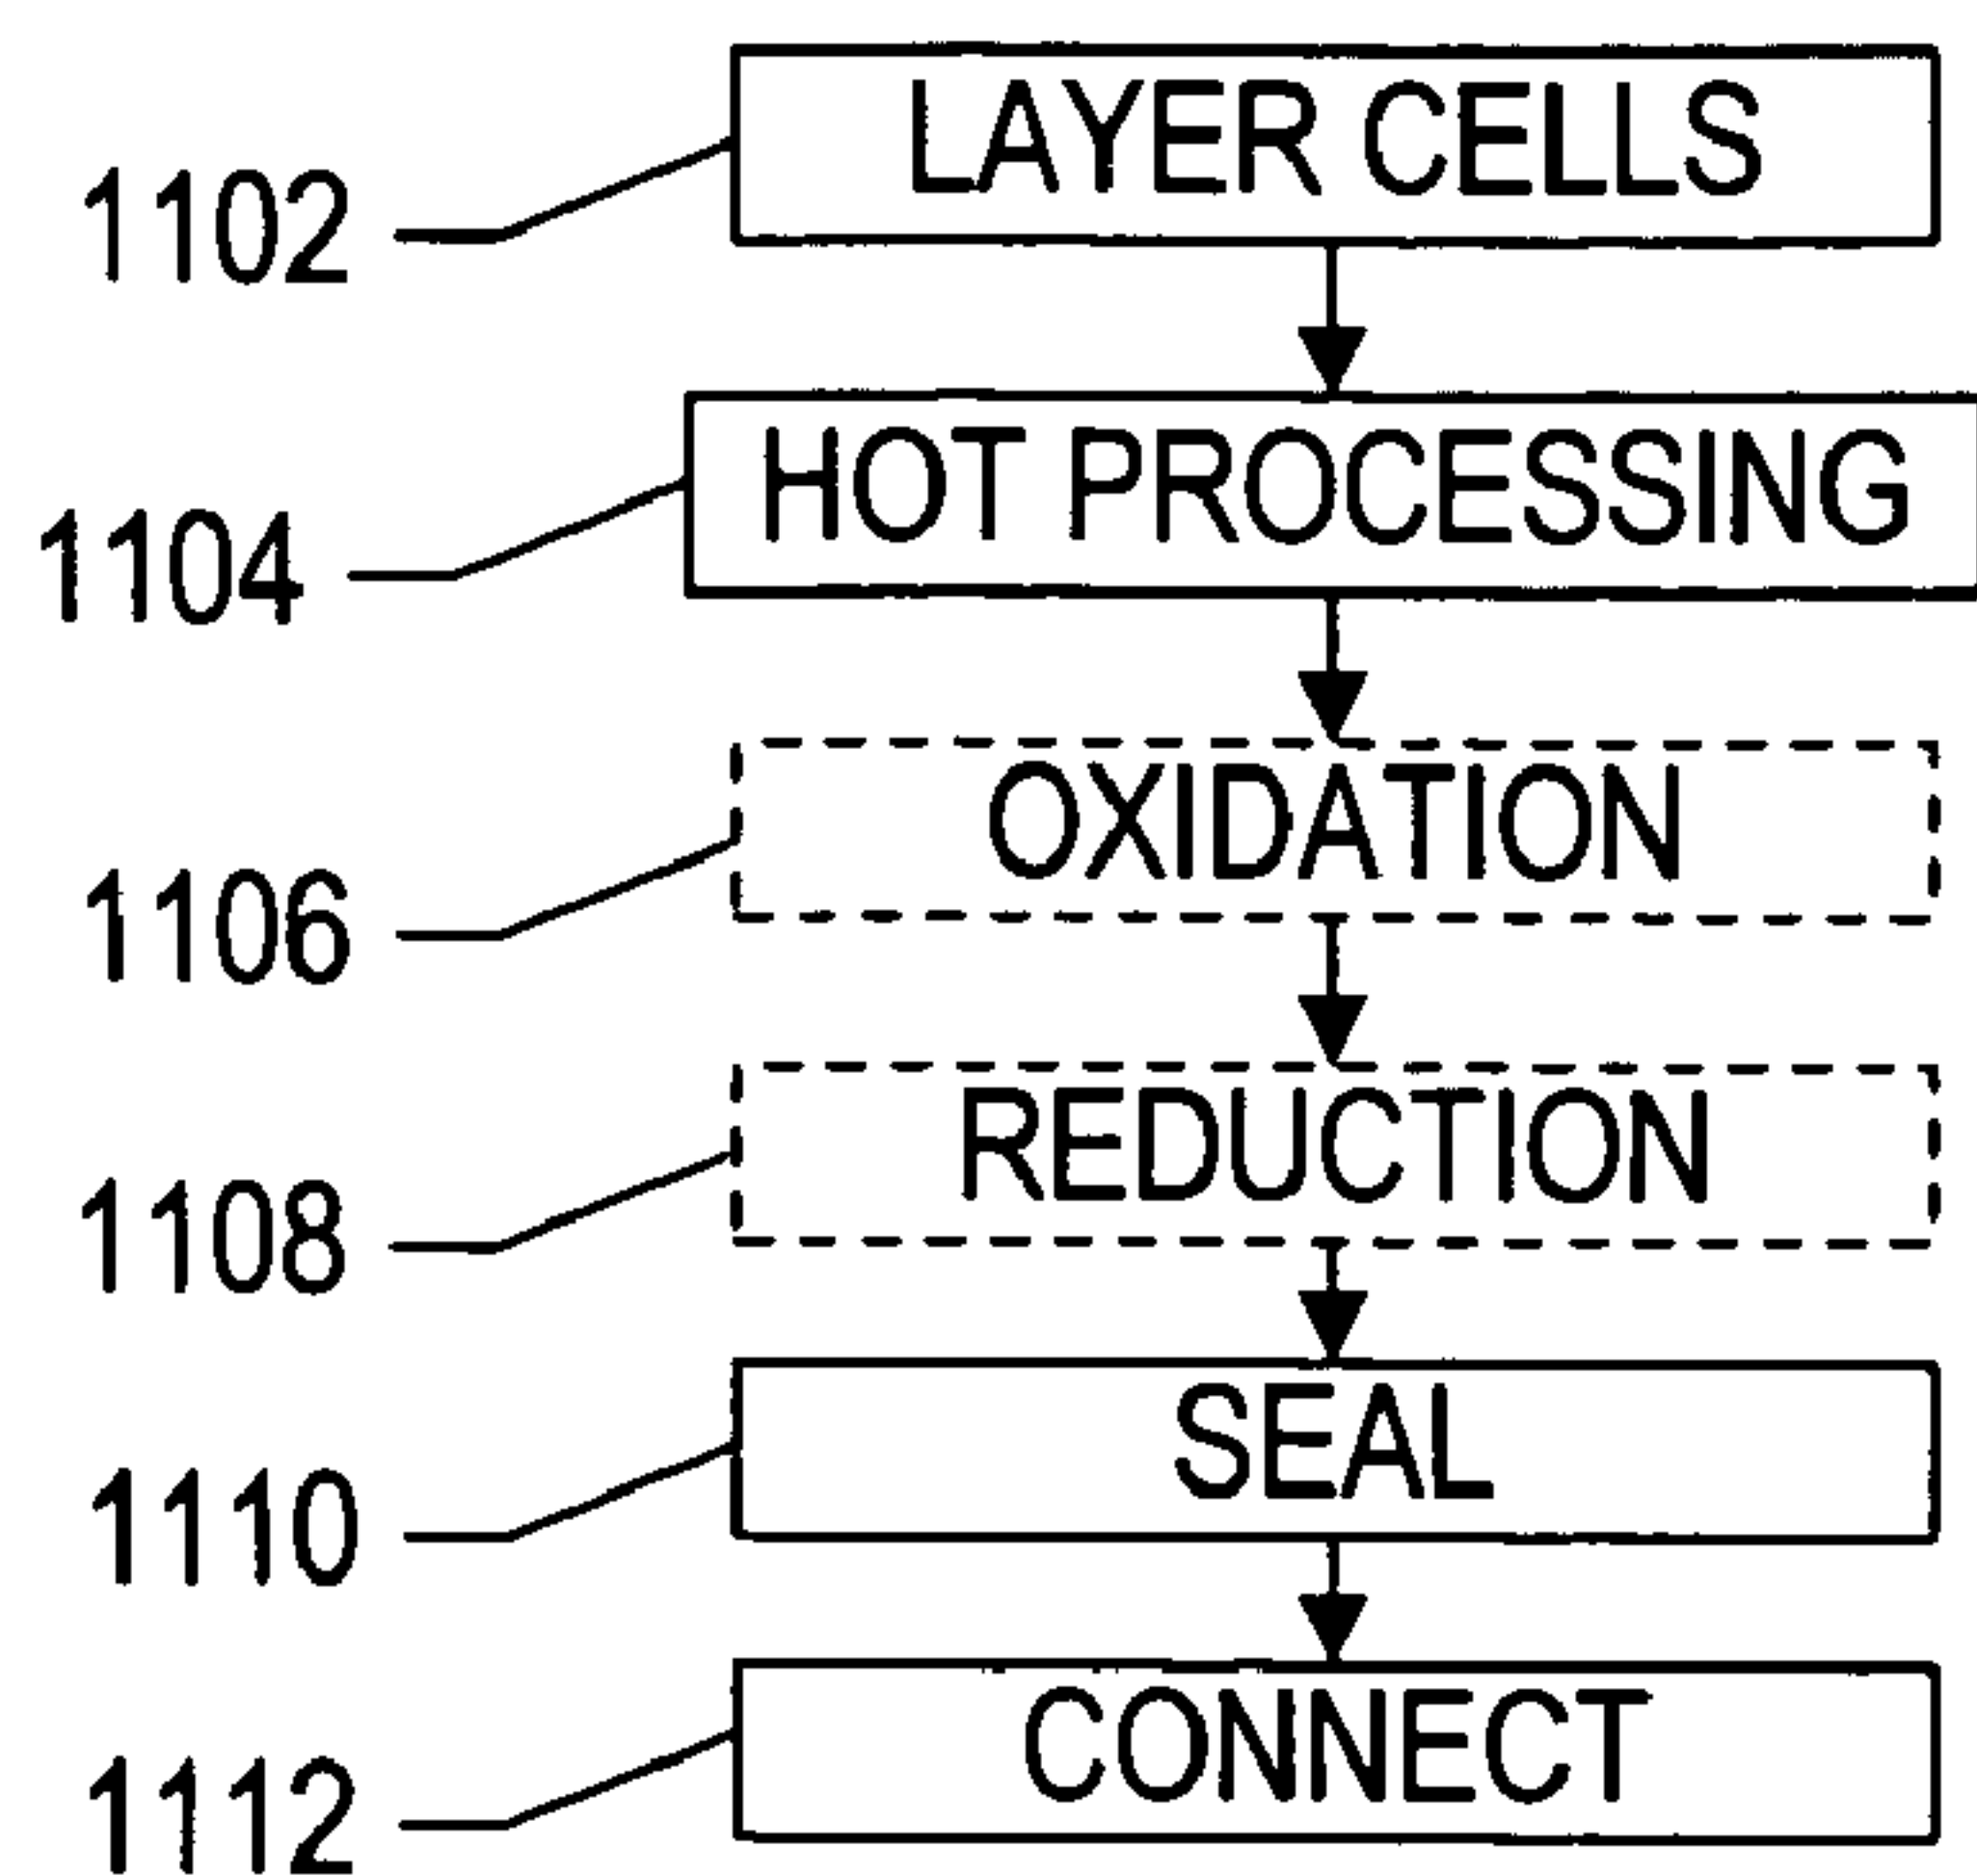 LAYER CELLS
1102
HOT PROCESSING
1104
OXIDATION
1106
REDUCTION
1108
SEAL
1110
CONNECT
1112